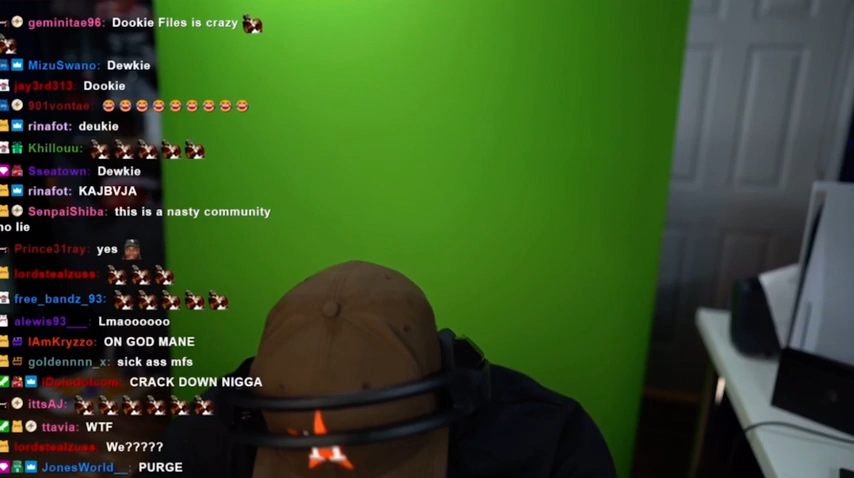 geminitae96: Dookie Files is crazy
MizuSwano: Dewkie
jay3rd313: Dookie
901vontae:
rinafot: deukie
Khillouu:
Sseatown: Dewkie
rinafot: KAJBVJA
SenpaiShiba: this is a nasty community
no lie
Prince31ray: yes
lordstealzuss:
free_bandz_93:
alewis93___: Lmaoooooo
IAmKryzzo: ON GOD MANE
goldennnn_x: sick ass mfs
iDolodotcom: CRACK DOWN NIGGA
ittsAJ:
ttavia: WTF
lordstealzuss: We?????
JonesWorld__: PURGE